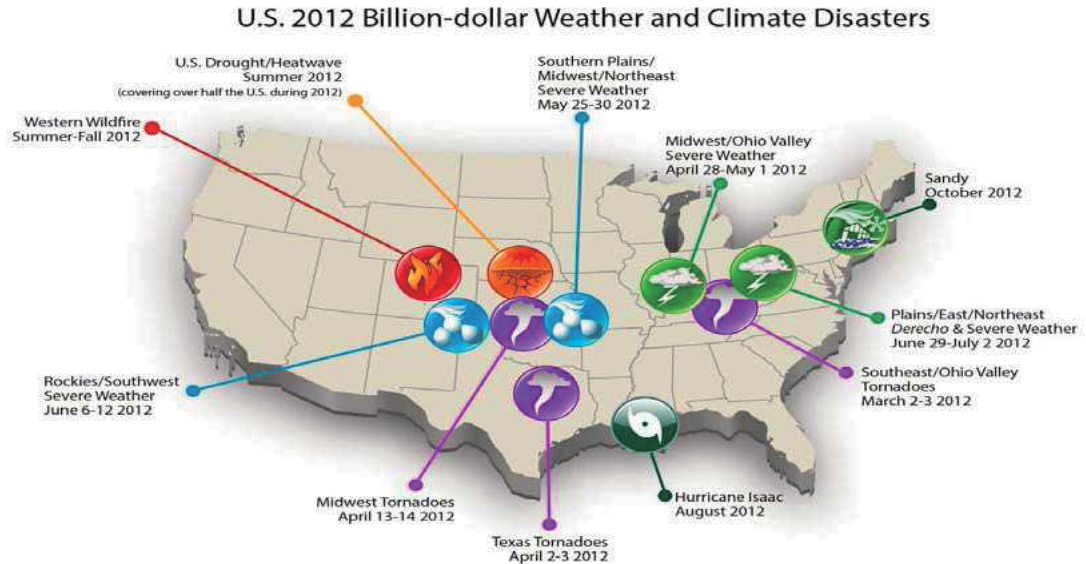 U.S. 2012 Billion-dollar Weather and Climate Disasters
U.S. Drought/Heatwave
Summer 2012
(covering over half the U.S. during 2012)
Southern Plains/
Midwest/Northeast
Severe Weather
May 25-30 2012
Western Wildfire
Summer-Fall 2012
Midwest/Ohio Valley
Severe Weather
April 28-May 1 2012
Sandy
October 2012
Plains/East/Northeast
Derecho & Severe Weather
June 29-July 2 2012
Rockies/Southwest
Severe Weather
June 6-12 2012
Southeast/Ohio Valley
Tornadoes
March 2-3 2012
Midwest Tornadoes
April 13-14 2012
Hurricane Isaac
August 2012
Texas Tornadoes
April 2-3 2012